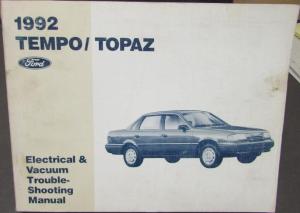 1992
TEMPO/TOPAZ
Ford
Electrical &
Vacuum
Trouble-
Shooting
Manual